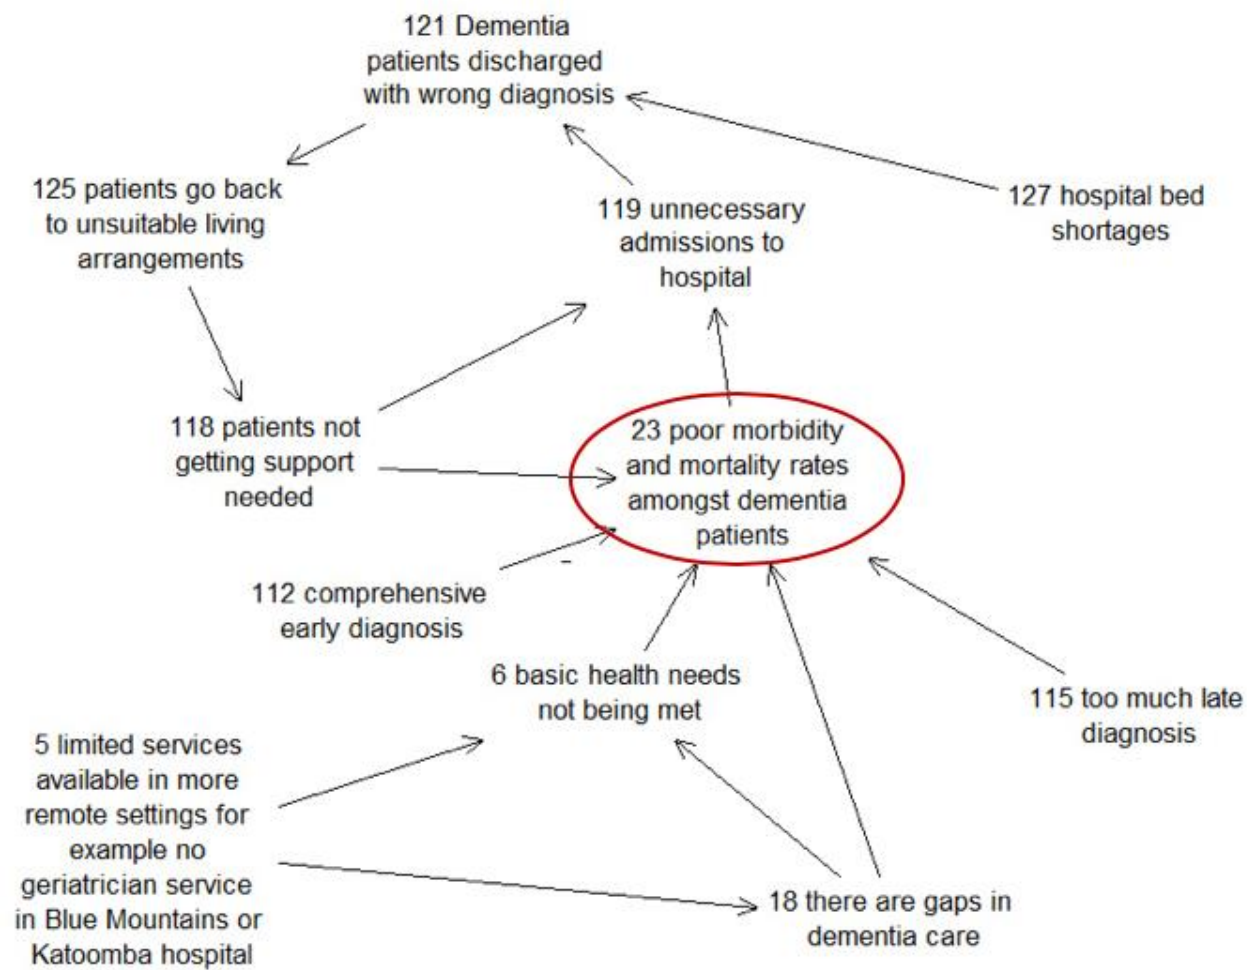 121 Dementia
patients discharged
with wrong diagnosis
125 patients go back
to unsuitable living
arrangements
119 unnecessary
admissions to
hospital
127 hospital bed
shortages
118 patients not
getting support
needed
23 poor morbidity
and mortality rates
amongst dementia
patients
-
112 comprehensive
early diagnosis
6 basic health needs
not being met
115 too much late
diagnosis
5 limited services
available in more
remote settings for
example no
geriatrician service
in Blue Mountains or
Katoomba hospital
18 there are gaps in
dementia care